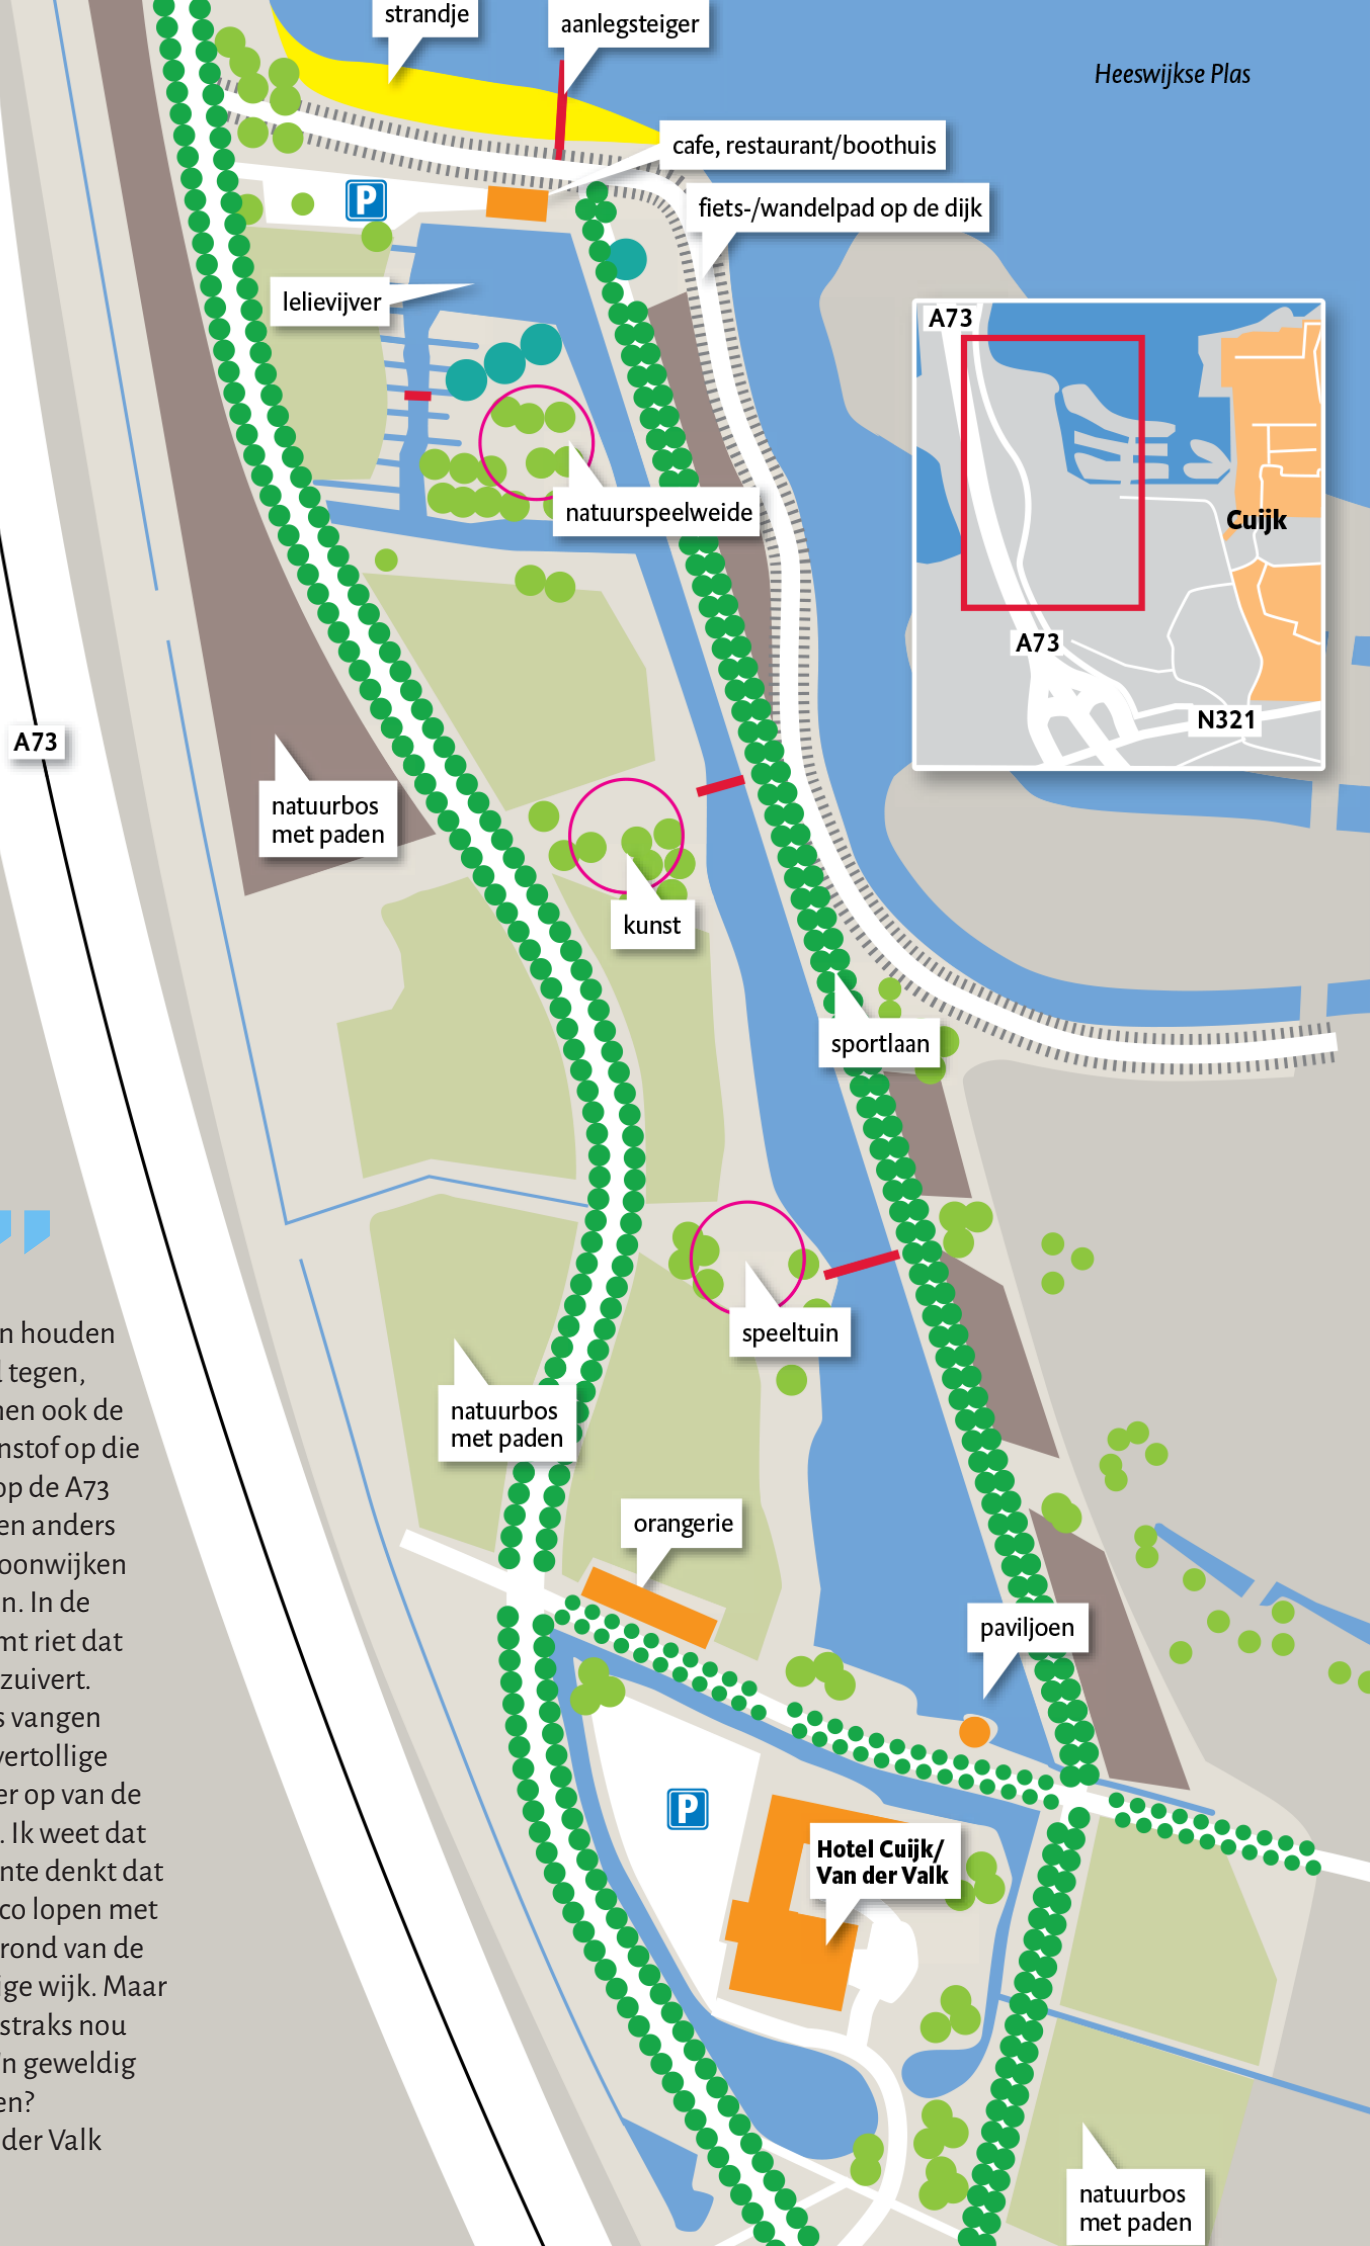 strandje
aanlegsteiger
Heeswijkse Plas
cafe, restaurant/boothuis
P
fiets-/wandelpad op de dijk
lelievijver
A73
natuurspeelweide
Cuijk
A73
N321
A73
natuurbos
met paden
kunst
sportlaan
speeltuin
natuurbos
met paden
orangerie
paviljoen
P
Hotel Cuijk/
Van der Valk
natuurbos
met paden
”
n houden
tegen,
nen ook de
nstof op die
op de A73
en anders
oonwijken
n. In de
mt riet dat
zuivert.
s vangen
vertollige
er op van de
. Ik weet dat
nte denkt dat
co lopen met
rond van de
ige wijk. Maar
straks nou
'n geweldig
en?
der Valk